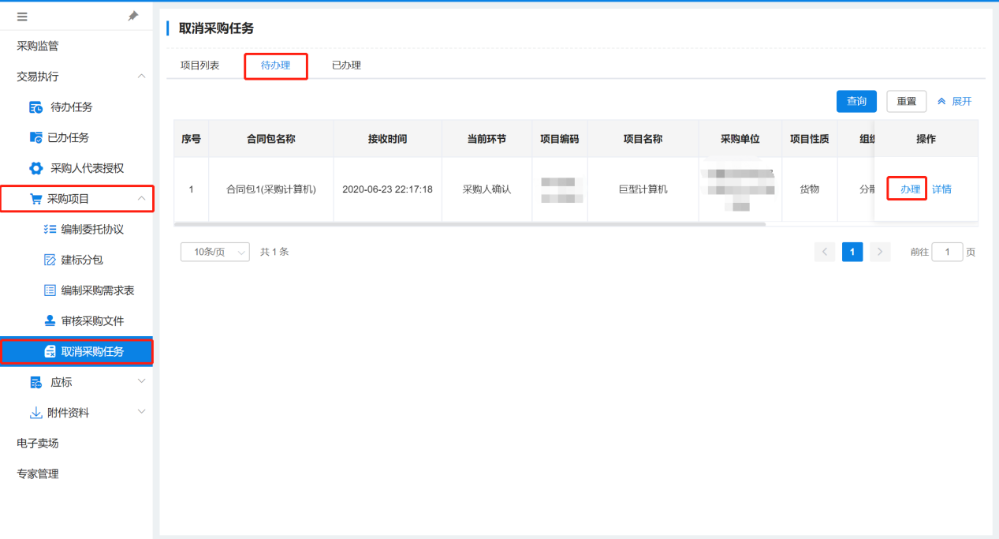 采购监管
交易执行
待办任务
已办任务
采购人代表授权
采购项目
编制委托协议
建标分包
编制采购需求表
审核采购文件
取消采购任务
应标
附件资料
电子卖场
专家管理
取消采购任务
项目列表 待办理 已办理
查询 重置 展开
序号 合同包名称 接收时间 当前环节 项目编码 项目名称 采购单位 项目性质 组织 操作
1 合同包1(采购计算机) 2020-06-23 22:17:18 采购人确认 巨型计算机 货物 分散 办理 详情
10条/页 共 1 条 1 前往 1 页